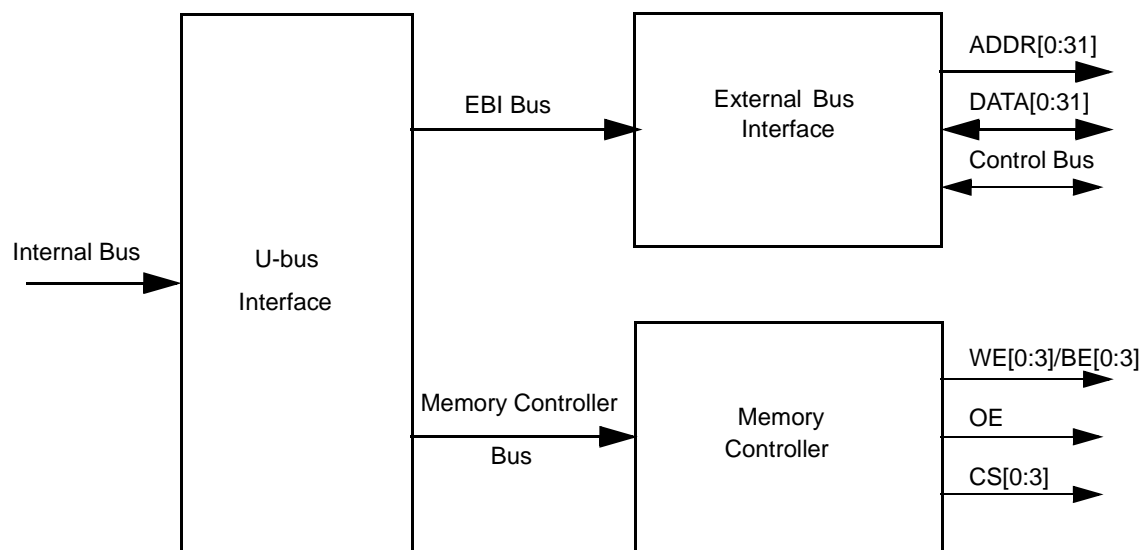 Internal Bus
U-bus
Interface
EBI Bus
Memory Controller
Bus
External Bus
Interface
ADDR[0:31]
DATA[0:31]
Control Bus
Memory
Controller
WE[0:3]/BE[0:3]
OE
CS[0:3]